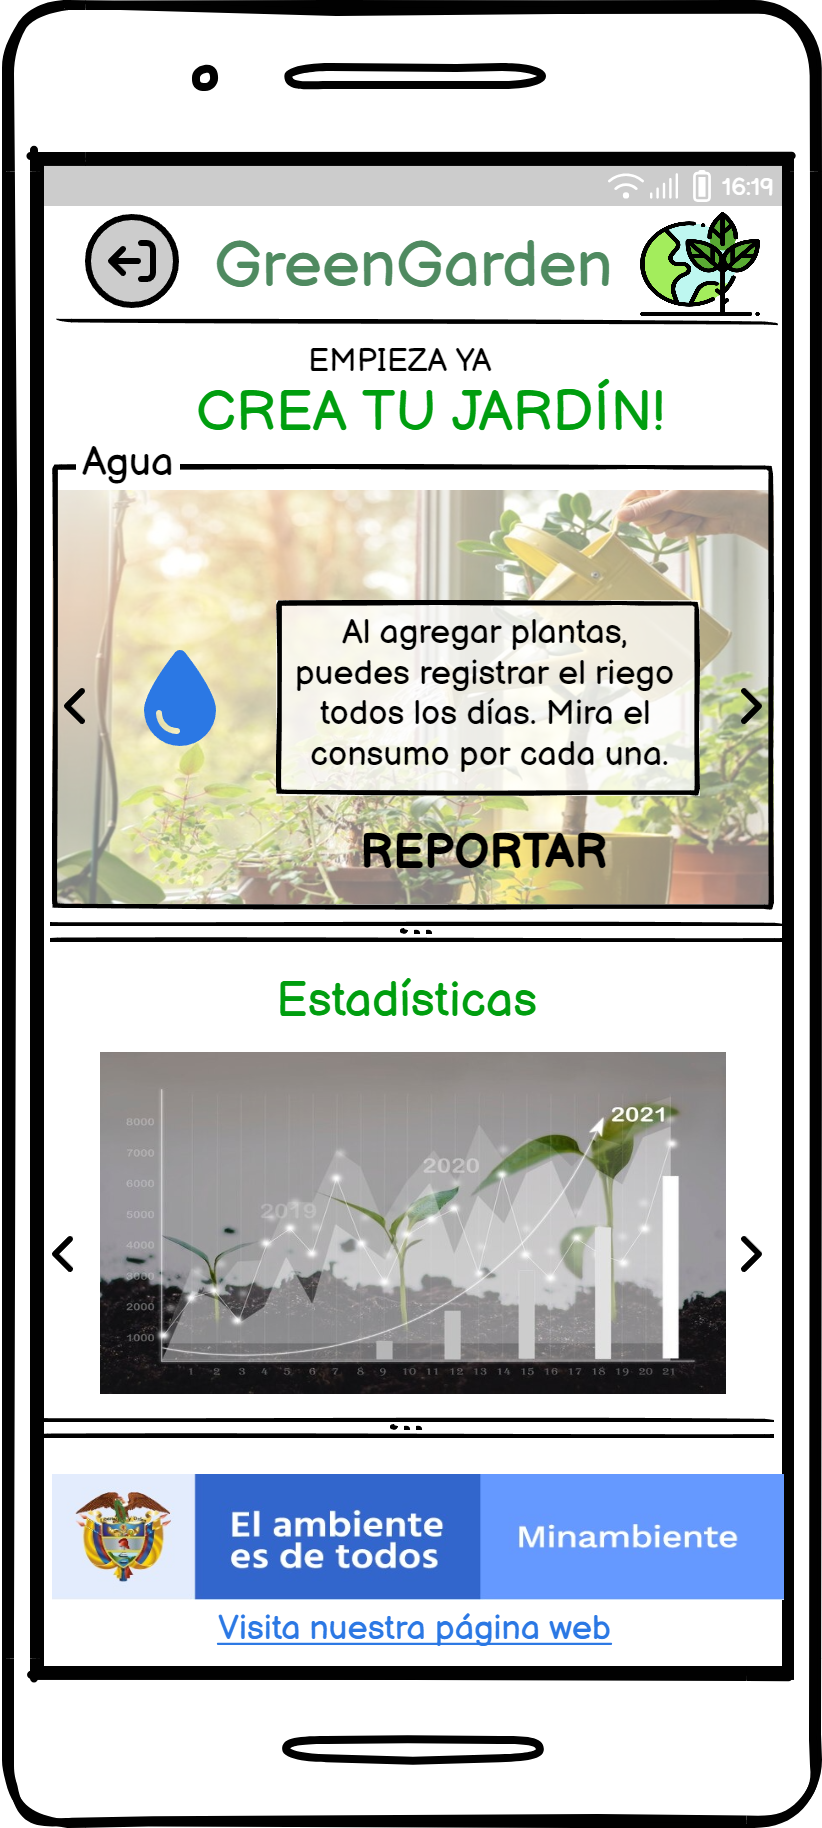 16:19
GreenGarden
EMPIEZA YA
CREA TU JARDÍN!
Agua
Al agregar plantas,
puedes registrar el riego
todos los días. Mira el
consumo por cada una.
REPORTAR
Estadísticas
2021
2020
2019
8000
7000
6000
5000
4000
3000
2000
1000
1 2 3 4 5 6 7 8 9 10 11 12 13 14 15 16 17 18 19 20 21
El ambiente
es de todos
Minambiente
Visita nuestra página web